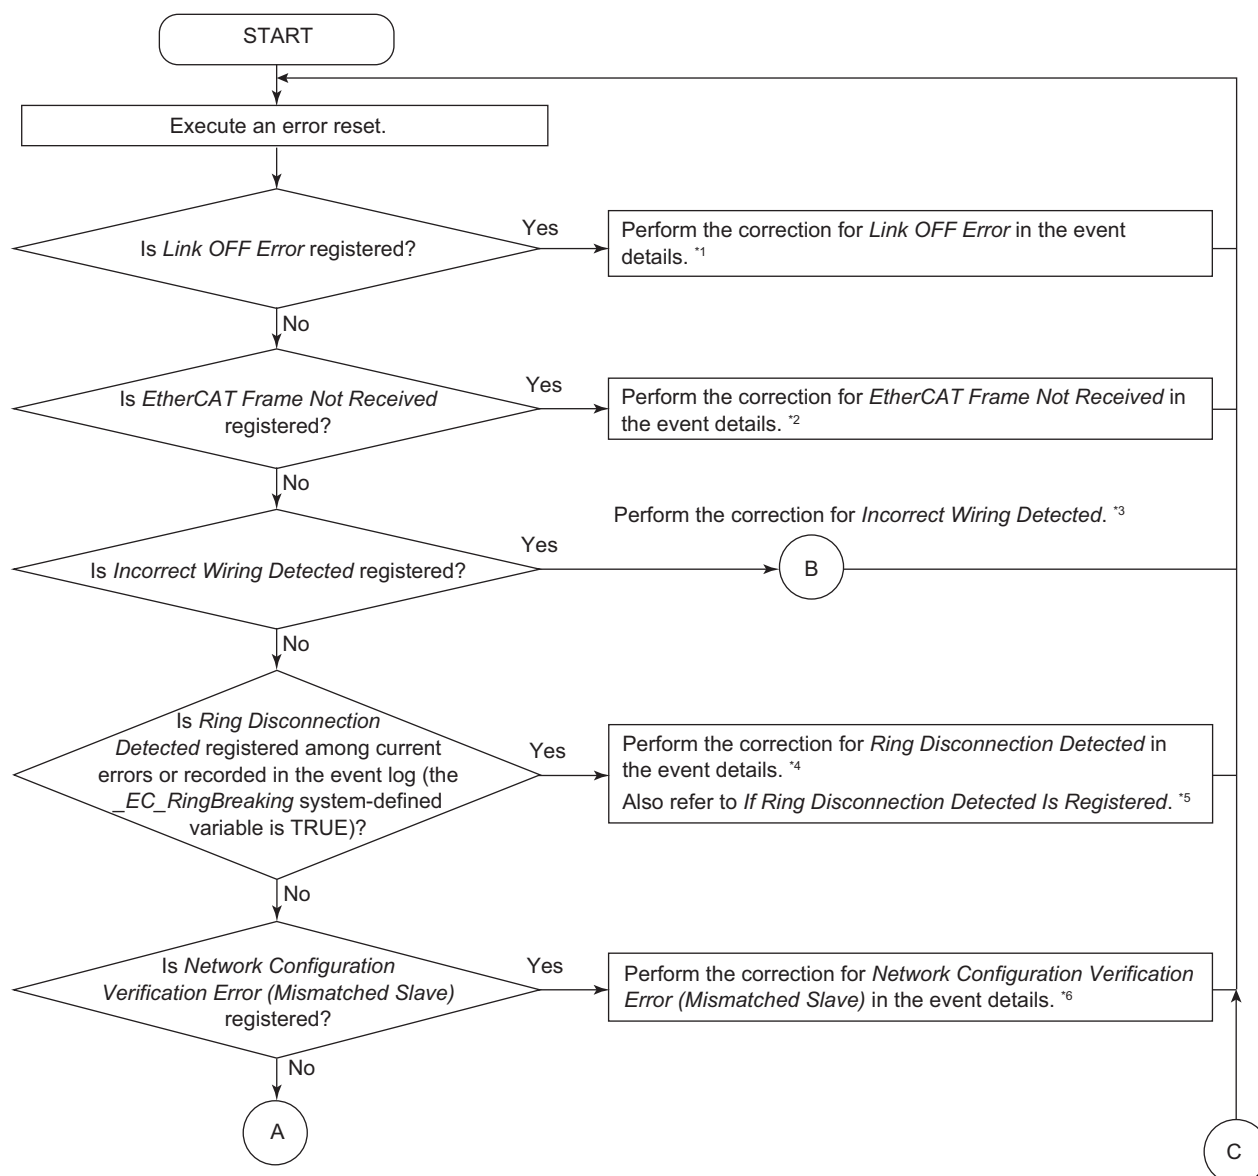 START
Execute an error reset.
Is Link OFF Error registered?
Yes
Perform the correction for Link OFF Error in the event
details. *1
No
Is EtherCAT Frame Not Received
registered?
Yes
Perform the correction for EtherCAT Frame Not Received in
the event details. *2
No
Perform the correction for Incorrect Wiring Detected. *3
Is Incorrect Wiring Detected registered?
Yes
B
No
Is Ring Disconnection
Detected registered among current
errors or recorded in the event log (the
_EC_RingBreaking system-defined
variable is TRUE)?
Yes
Perform the correction for Ring Disconnection Detected in
the event details. *4
Also refer to If Ring Disconnection Detected Is Registered. *5
No
Is Network Configuration
Verification Error (Mismatched Slave)
registered?
Yes
Perform the correction for Network Configuration Verification
Error (Mismatched Slave) in the event details. *6
No
A
C